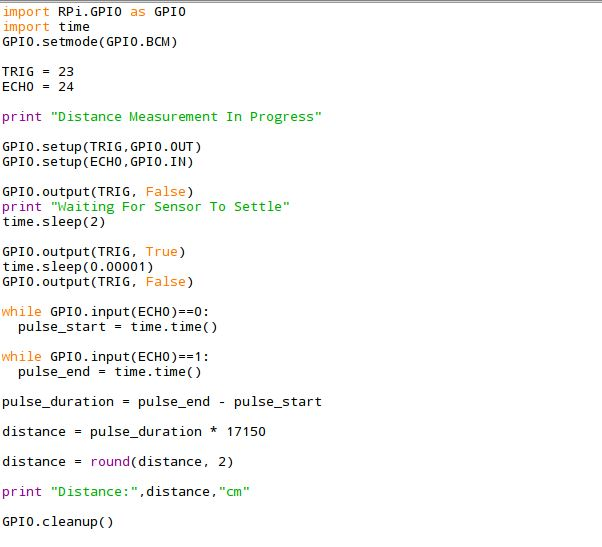 import RPi.GPIO as GPIO
import time
GPIO.setmode(GPIO.BCM)
TRIG = 23
ECHO = 24
print "Distance Measurement In Progress"
GPIO.setup(TRIG,GPIO.OUT)
GPIO.setup(ECHO,GPIO.IN)
GPIO.output(TRIG, False)
print "Waiting For Sensor To Settle"
time.sleep(2)
GPIO.output(TRIG, True)
time.sleep(0.00001)
GPIO.output(TRIG, False)
while GPIO.input(ECHO)==0:
  pulse_start = time.time()
while GPIO.input(ECHO)==1:
  pulse_end = time.time()
pulse_duration = pulse_end - pulse_start
distance = pulse_duration * 17150
distance = round(distance, 2)
print "Distance:",distance,"cm"
GPIO.cleanup()